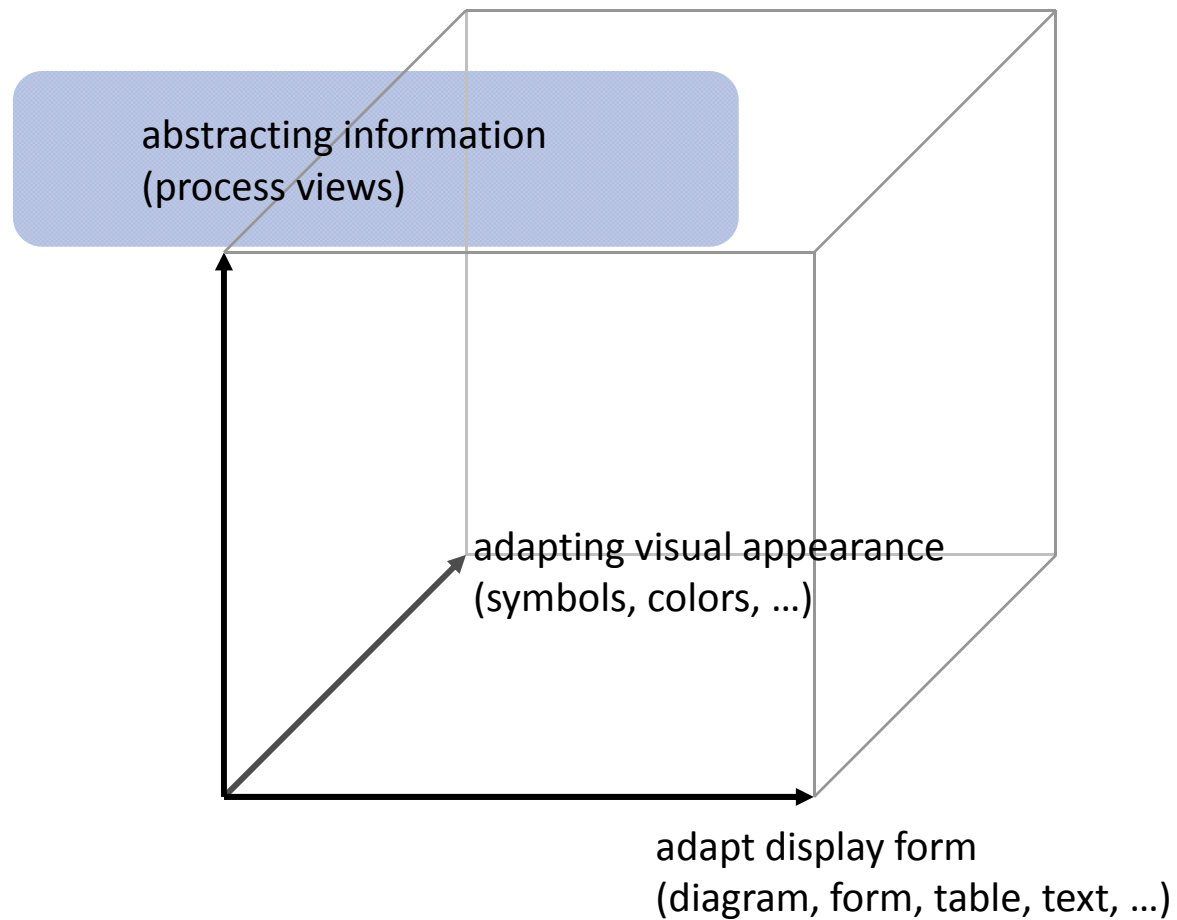 abstracting information
(process views)
adapting visual appearance
(symbols, colors, …)
adapt display form
(diagram, form, table, text, …)